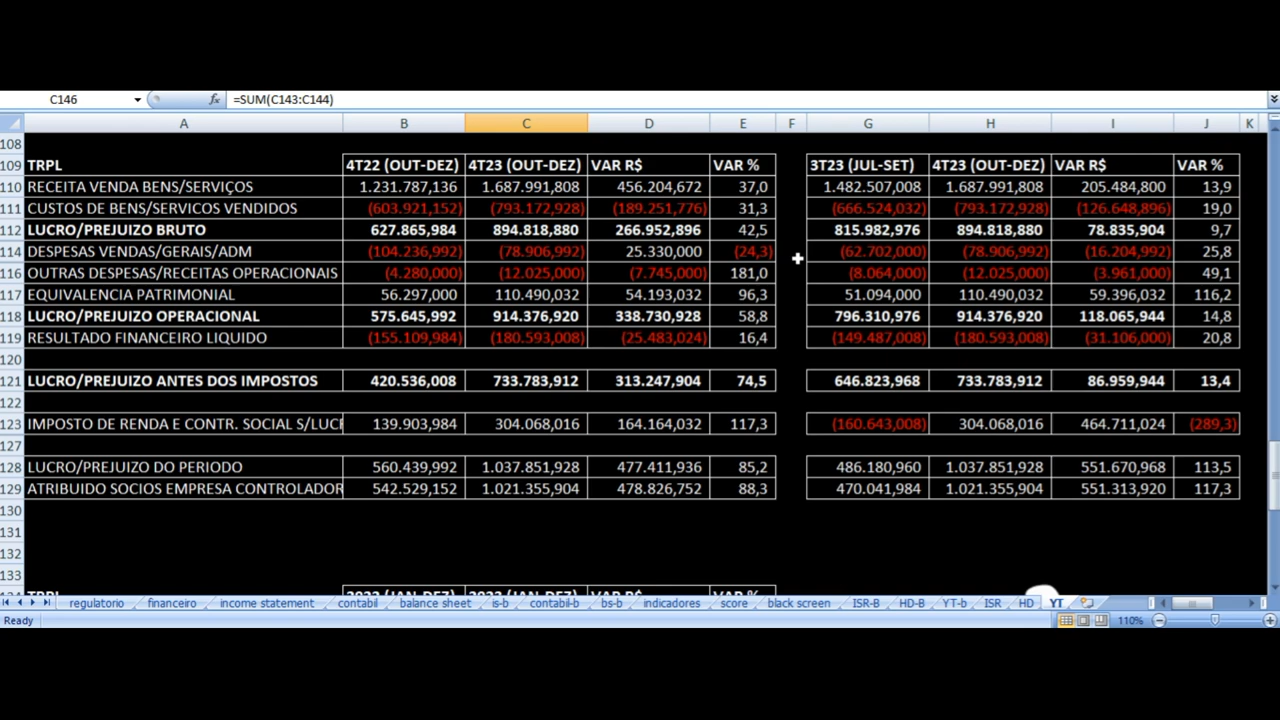 C146 fx =SUM(C143:C144)
A B C D E F G H I J K
108
109 TRPL 4T22 (OUT-DEZ) 4T23 (OUT-DEZ) VAR R$ VAR % 3T23 (JUL-SET) 4T23 (OUT-DEZ) VAR R$ VAR %
110 RECEITA VENDA BENS/SERVIÇOS 1.231.787,136 1.687.991,808 456.204,672 37,0 1.482.507,008 1.687.991,808 205.484,800 13,9
111 CUSTOS DE BENS/SERVICOS VENDIDOS (603.921,152) (793.172,928) (189.251,776) 31,3 (666.524,032) (793.172,928) (126.648,896) 19,0
112 LUCRO/PREJUIZO BRUTO 627.865,984 894.818,880 266.952,896 42,5 815.982,976 894.818,880 78.835,904 9,7
114 DESPESAS VENDAS/GERAIS/ADM (104.236,992) (78.906,992) 25.330,000 (24,3) (62.702,000) (78.906,992) (16.204,992) 25,8
116 OUTRAS DESPESAS/RECEITAS OPERACIONAIS (4.280,000) (12.025,000) (7.745,000) 181,0 (8.064,000) (12.025,000) (3.961,000) 49,1
117 EQUIVALENCIA PATRIMONIAL 56.297,000 110.490,032 54.193,032 96,3 51.094,000 110.490,032 59.396,032 116,2
118 LUCRO/PREJUIZO OPERACIONAL 575.645,992 914.376,920 338.730,928 58,8 796.310,976 914.376,920 118.065,944 14,8
119 RESULTADO FINANCEIRO LIQUIDO (155.109,984) (180.593,008) (25.483,024) 16,4 (149.487,008) (180.593,008) (31.106,000) 20,8
120
121 LUCRO/PREJUIZO ANTES DOS IMPOSTOS 420.536,008 733.783,912 313.247,904 74,5 646.823,968 733.783,912 86.959,944 13,4
122
123 IMPOSTO DE RENDA E CONTR. SOCIAL S/LUCR 139.903,984 304.068,016 164.164,032 117,3 (160.643,008) 304.068,016 464.711,024 (289,3)
127
128 LUCRO/PREJUIZO DO PERIODO 560.439,992 1.037.851,928 477.411,936 85,2 486.180,960 1.037.851,928 551.670,968 113,5
129 ATRIBUIDO SOCIOS EMPRESA CONTROLADOR 542.529,152 1.021.355,904 478.826,752 88,3 470.041,984 1.021.355,904 551.313,920 117,3
130
131
132
133
134 TRPL 2022 (JAN-DEZ) 2023 (JAN-DEZ) VAR R$ VAR %
regulatorio financeiro income statement contabil balance sheet is-b contabil-b bs-b indicadores score black screen ISR-B HD-B YT-b ISR HD YT
Ready 110%